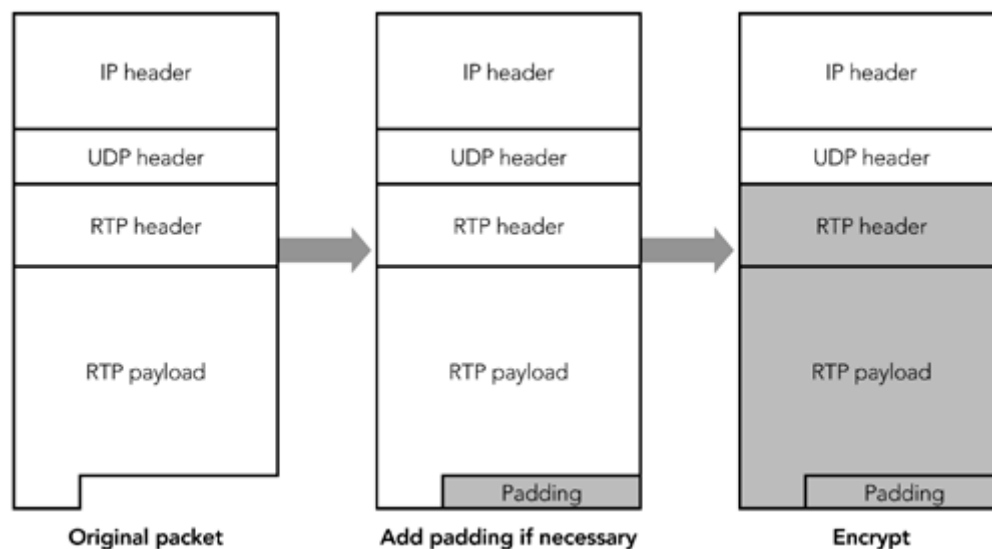 IP header
UDP header
RTP header
RTP payload
Original packet
IP header
UDP header
RTP header
RTP payload
Padding
Add padding if necessary
IP header
UDP header
RTP header
RTP payload
Padding
Encrypt